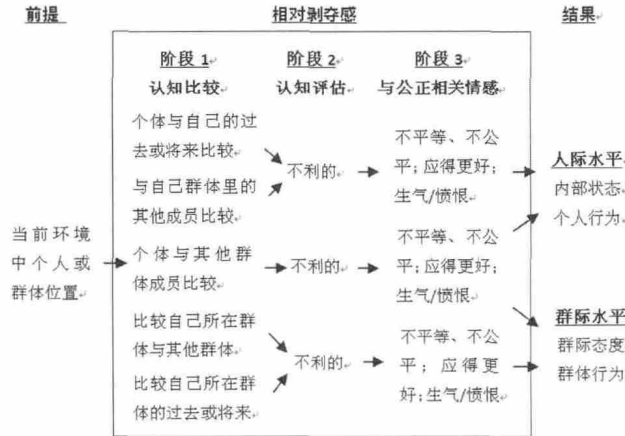 前提
相对剥夺感
结果
阶段 1
认知比较
阶段 2
认知评估
阶段 3
与公正相关情感
个体与自己的过
去或将来比较
与自己群体里的
其他成员比较
不利的
不平等、不公
平；应得更好；
生气/愤恨
人际水平
内部状态
个人行为
当前环境
中个人或
群体位置
个体与其他群
体成员比较
不利的
不平等、不公
平；应得更好；
生气/愤恨
比较自己所在群
体与其他群体
比较自己所在群
体的过去或将来
不利的
不平等、不公
平；应得更
好；生气/愤恨
群际水平
群际态度
群体行为